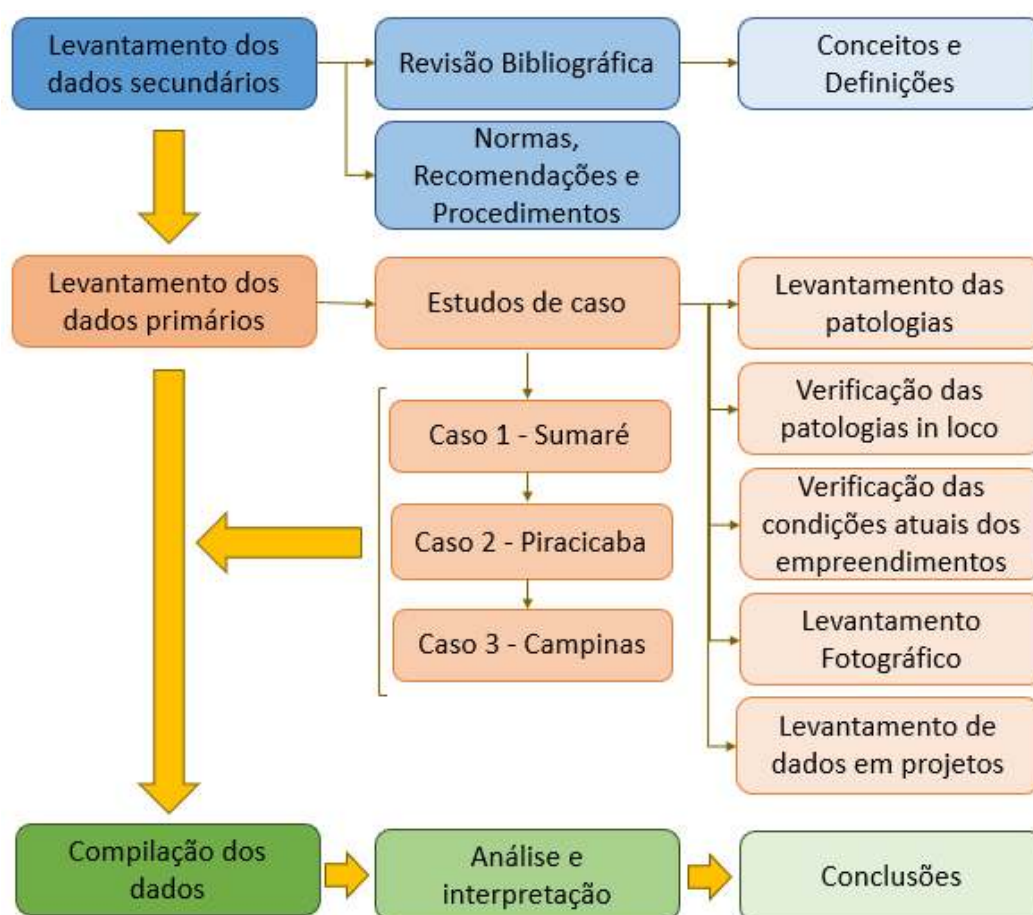 Levantamento dos
dados secundários
Revisão Bibliográfica
Conceitos e
Definições
Normas,
Recomendações e
Procedimentos
Levantamento dos
dados primários
Estudos de caso
Levantamento das
patologias
Verificação das
patologias in loco
Caso 1 - Sumaré
Verificação das
condições atuais dos
empreendimentos
Caso 2 - Piracicaba
Levantamento
Fotográfico
Caso 3 - Campinas
Levantamento de
dados em projetos
Compilação dos
dados
Análise e
interpretação
Conclusões